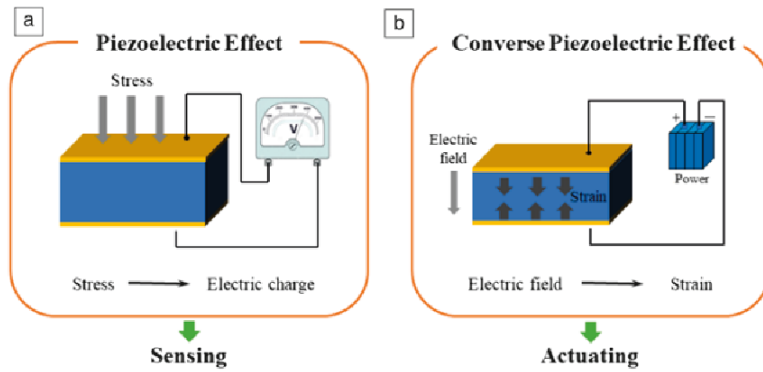 a
Piezoelectric Effect
Stress
V
Stress
Electric charge
Sensing
b
Converse Piezoelectric Effect
Electric
field
+
−
Power
Strain
Electric field
Strain
Actuating